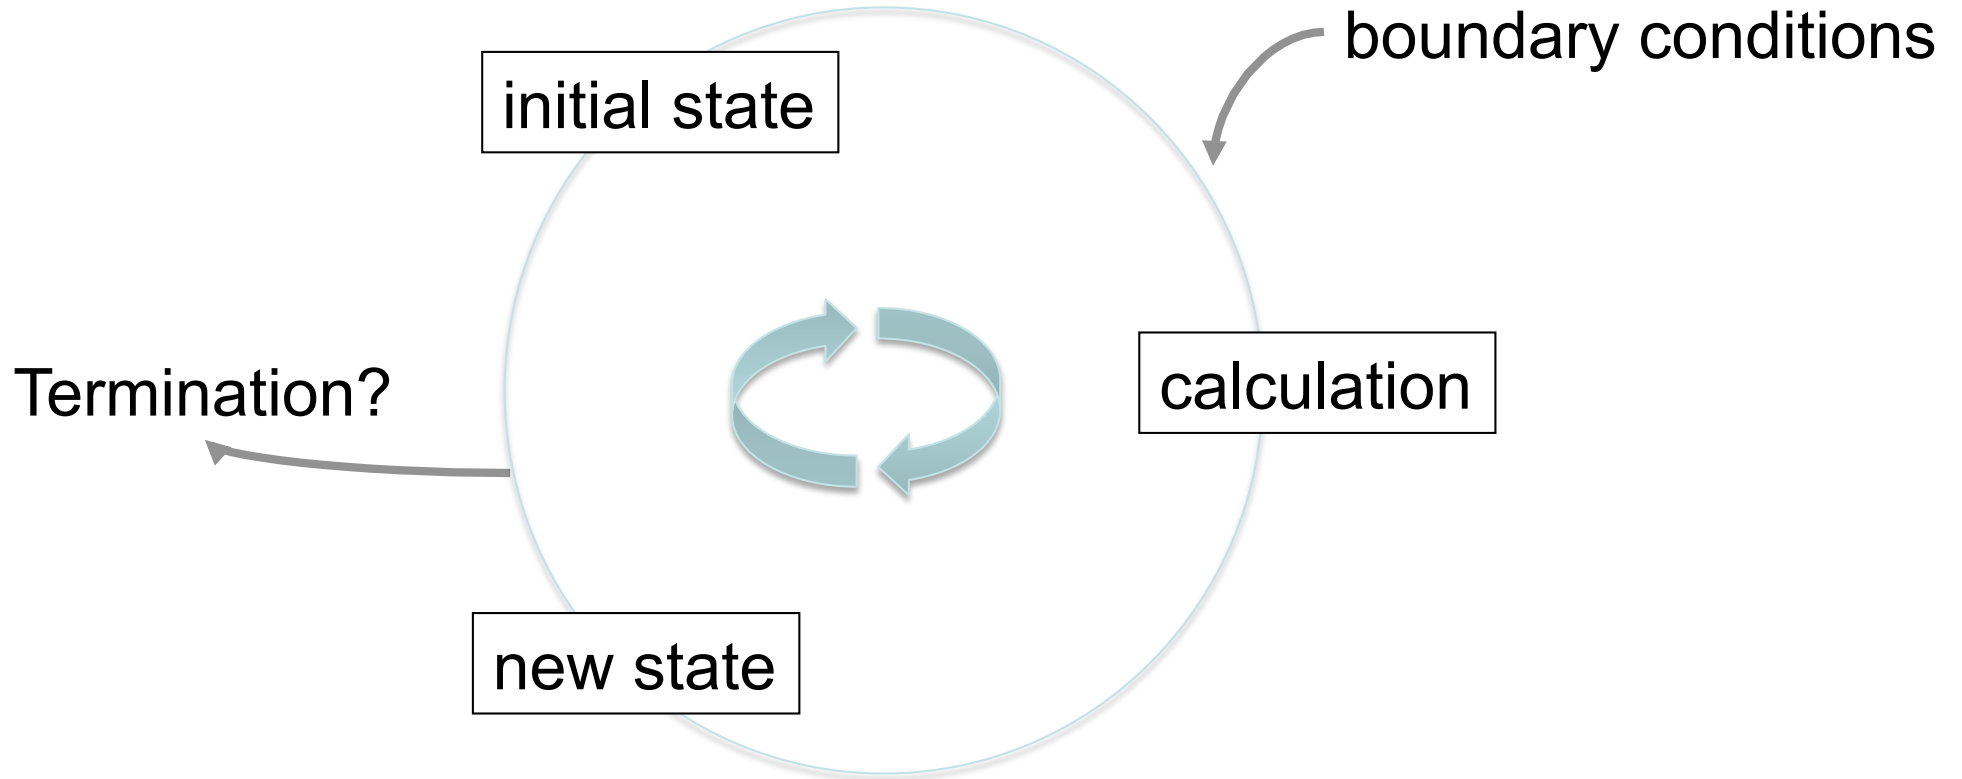 boundary conditions
initial state
calculation
Termination?
new state